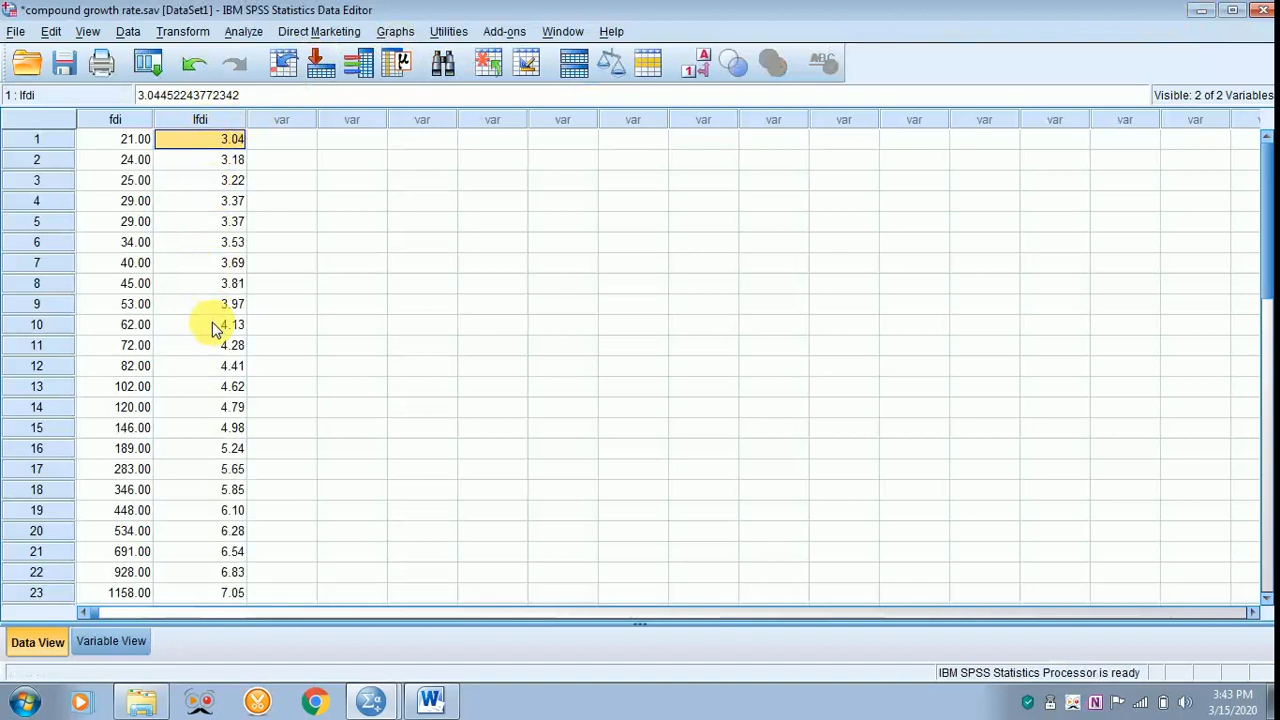 *compound growth rate.sav [DataSet1] - IBM SPSS Statistics Data Editor
File Edit View Data Transform Analyze Direct Marketing Graphs Utilities Add-ons Window Help
1 : lfdi 3.04452243772342 Visible: 2 of 2 Variables
fdi lfdi var var var var var var var var var var var var var var
1 21.00 3.04
2 24.00 3.18
3 25.00 3.22
4 29.00 3.37
5 29.00 3.37
6 34.00 3.53
7 40.00 3.69
8 45.00 3.81
9 53.00 3.97
10 62.00 4.13
11 72.00 4.28
12 82.00 4.41
13 102.00 4.62
14 120.00 4.79
15 146.00 4.98
16 189.00 5.24
17 283.00 5.65
18 346.00 5.85
19 448.00 6.10
20 534.00 6.28
21 691.00 6.54
22 928.00 6.83
23 1158.00 7.05
Data View Variable View
IBM SPSS Statistics Processor is ready
3:43 PM
3/15/2020